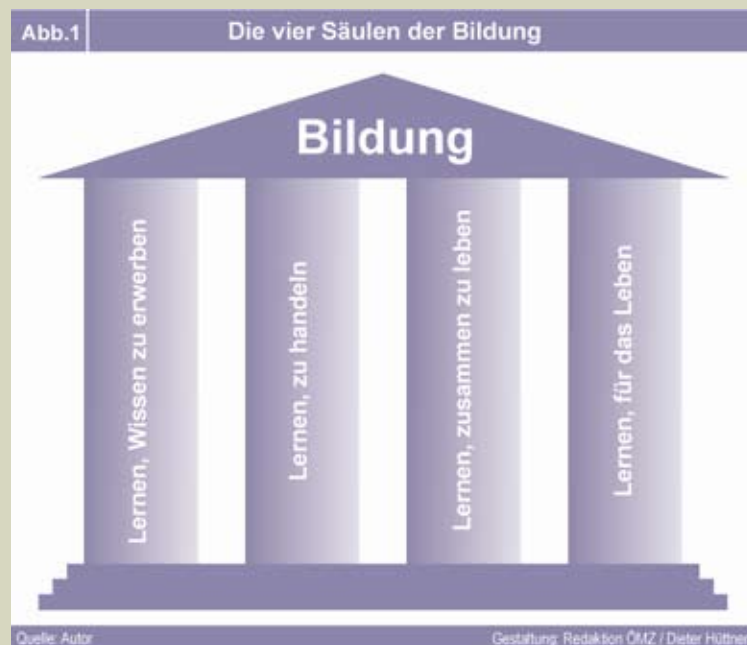 Abb.1
Die vier Säulen der Bildung
Bildung
Lernen, Wissen zu erwerben
Lernen, zu handeln
Lernen, zusammen zu leben
Lernen, für das Leben
Quelle: Autor
Gestaltung: Redaktion ÖMZ / Dieter Hüttner